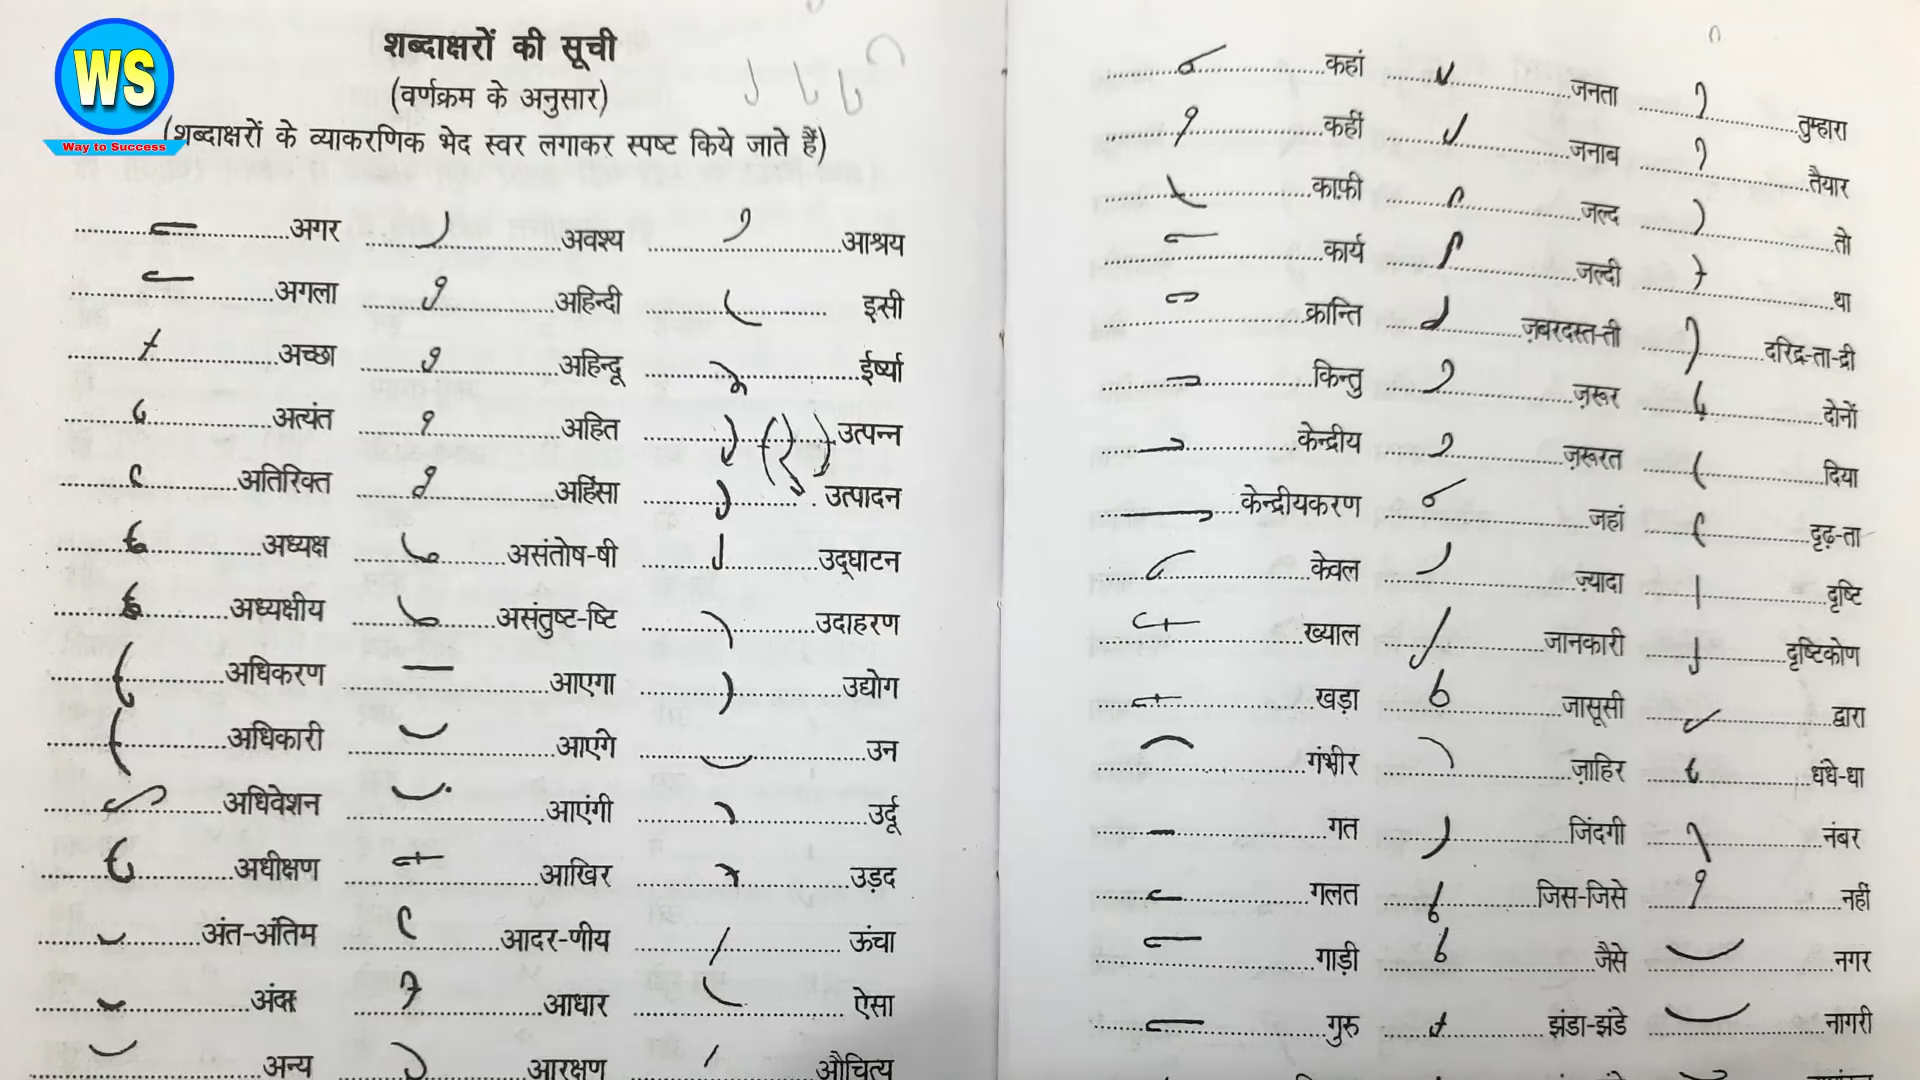 WS
Way to Success
शब्दाक्षरों की सूची
(वर्णक्रम के अनुसार)
(शब्दाक्षरों के व्याकरणिक भेद स्वर लगाकर स्पष्ट किये जाते हैं)
अगर अवश्य आश्रय
अगला अहिन्दी इसी
अच्छा अहिन्दू ईर्ष्या
अत्यंत अहित उत्पन्न
अतिरिक्त अहिंसा उत्पादन
अध्यक्ष असंतोष-षी उद्घाटन
अध्यक्षीय असंतुष्ट-ष्टि उदाहरण
अधिकरण आएगा उद्योग
अधिकारी आएंगे उन
अधिवेशन आएंगी उर्दू
अधीक्षण आखिर उड़द
अंत-अंतिम आदर-णीय ऊंचा
आधार ऐसा
अन्य आरक्षण औचित्य
कहां जनता तुम्हारा
कहीं जनाब तैयार
काफ़ी जल्द तो
कार्य जल्दी था
क्रान्ति ज़बरदस्त-ती दरिद्र-ता-द्री
किन्तु ज़रूर दोनों
केन्द्रीय ज़रूरत दिया
केन्द्रीयकरण जहां दृढ़-ता
केवल ज़्यादा दृष्टि
ख्याल जानकारी दृष्टिकोण
खड़ा जासूसी द्वारा
गंभीर ज़ाहिर धंधे-धा
गत जिंदगी नंबर
गलत जिस-जिसे नहीं
गाड़ी जैसे नगर
गुरु झंडा-झंडे नागरी